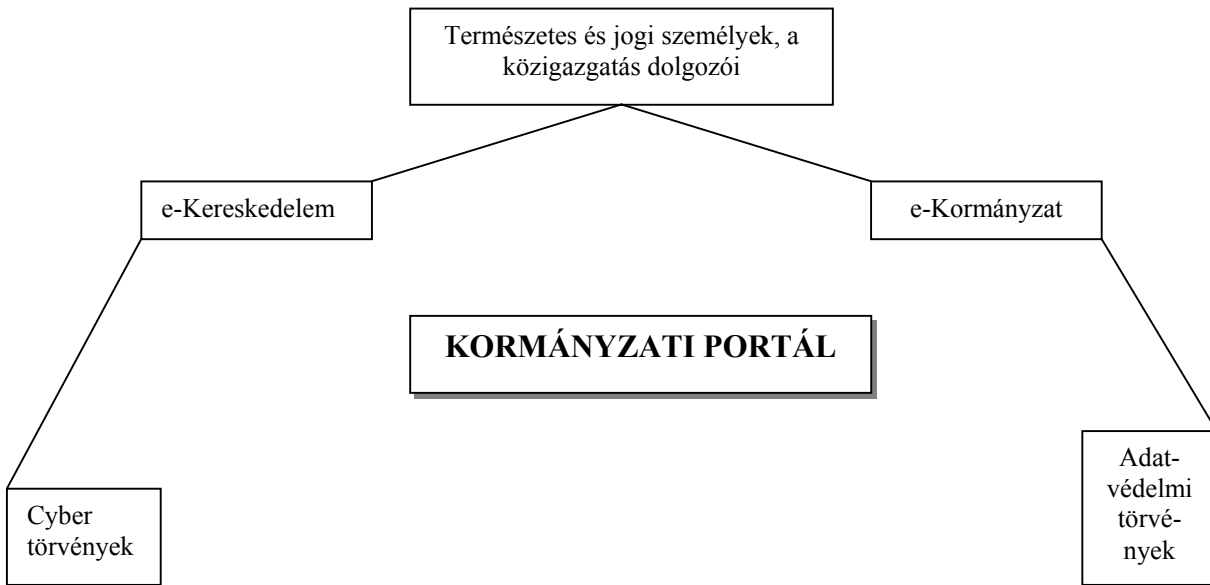 Természetes és jogi személyek, a
közigazgatás dolgozói
e-Kereskedelem
e-Kormányzat
KORMÁNYZATI PORTÁL
Cyber
törvények
Adat-
védelmi
törvé-
nyek